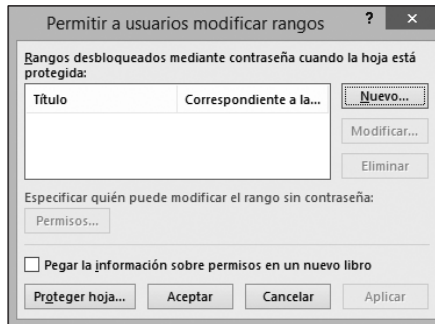 Permitir a usuarios modificar rangos ? ×
Rangos desbloqueados mediante contraseña cuando la hoja está
protegida:
Título Correspondiente a la... Nuevo...
Modificar...
Eliminar
Especificar quién puede modificar el rango sin contraseña:
Permisos...
Pegar la información sobre permisos en un nuevo libro
Proteger hoja... Aceptar Cancelar Aplicar